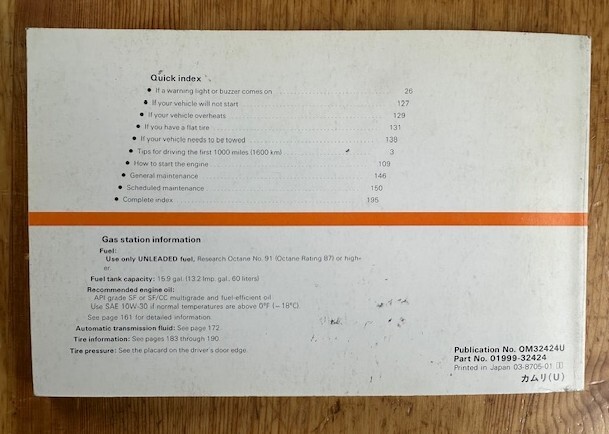 Quick index
• If a warning light or buzzer comes on 26
• If your vehicle will not start 127
• If your vehicle overheats 129
• If you have a flat tire 131
• If your vehicle needs to be towed 138
• Tips for driving the first 1000 miles (1600 km) 3
• How to start the engine 109
• General maintenance 146
• Scheduled maintenance 150
• Complete index 195
Gas station information
Fuel:
Use only UNLEADED fuel, Research Octane No. 91 (Octane Rating 87) or high-
er.
Fuel tank capacity: 15.9 gal. (13.2 Imp. gal., 60 liters)
Recommended engine oil:
API grade SF or SF/CC multigrade and fuel-efficient oil
Use SAE 10W-30 if normal temperatures are above 0°F (−18°C).
See page 161 for detailed information.
Automatic transmission fluid: See page 172.
Tire information: See pages 183 through 190.
Tire pressure: See the placard on the driver's door edge.
Publication No. OM32424U
Part No. 01999-32424
Printed in Japan 03-8705-01
カムリ(U)